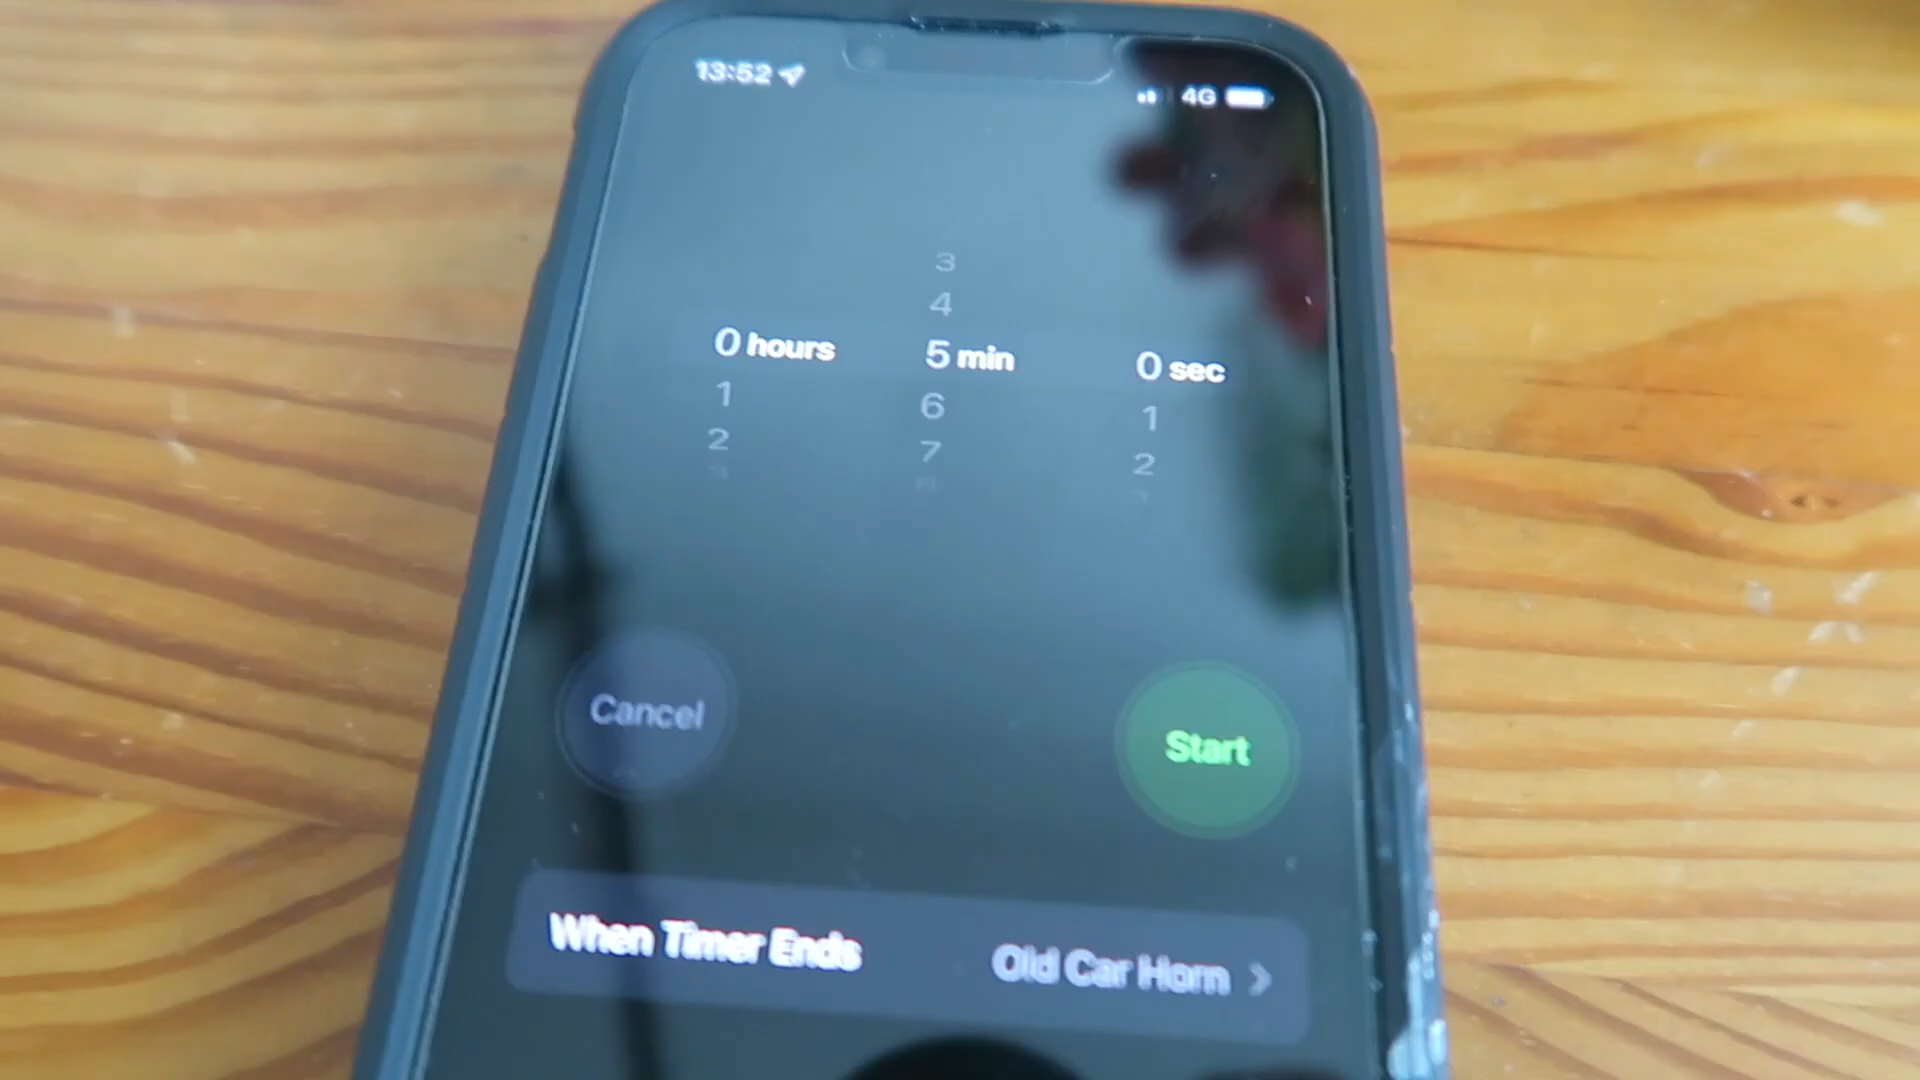 13:52
4G
3
4
0 hours 5 min 0 sec
1 6 1
2 7 2
Cancel Start
When Timer Ends Old Car Horn